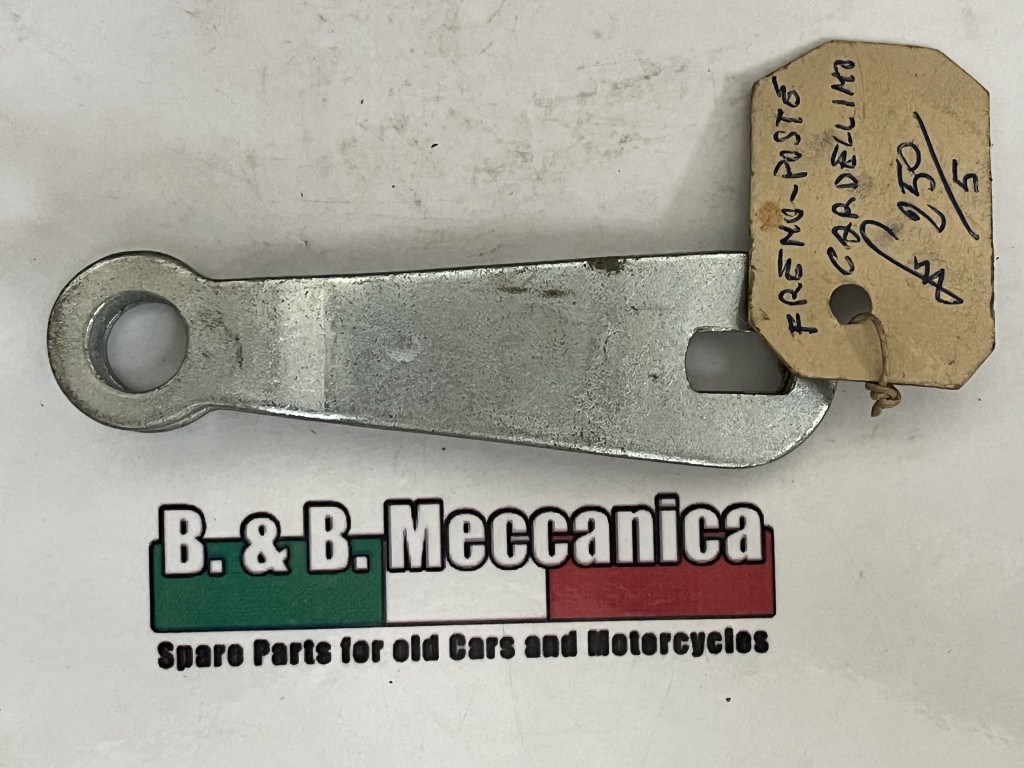 FRENO-POSTE
CARDELLINO
£ 250/5
B. & B. Meccanica
Spare Parts for old Cars and Motorcycles